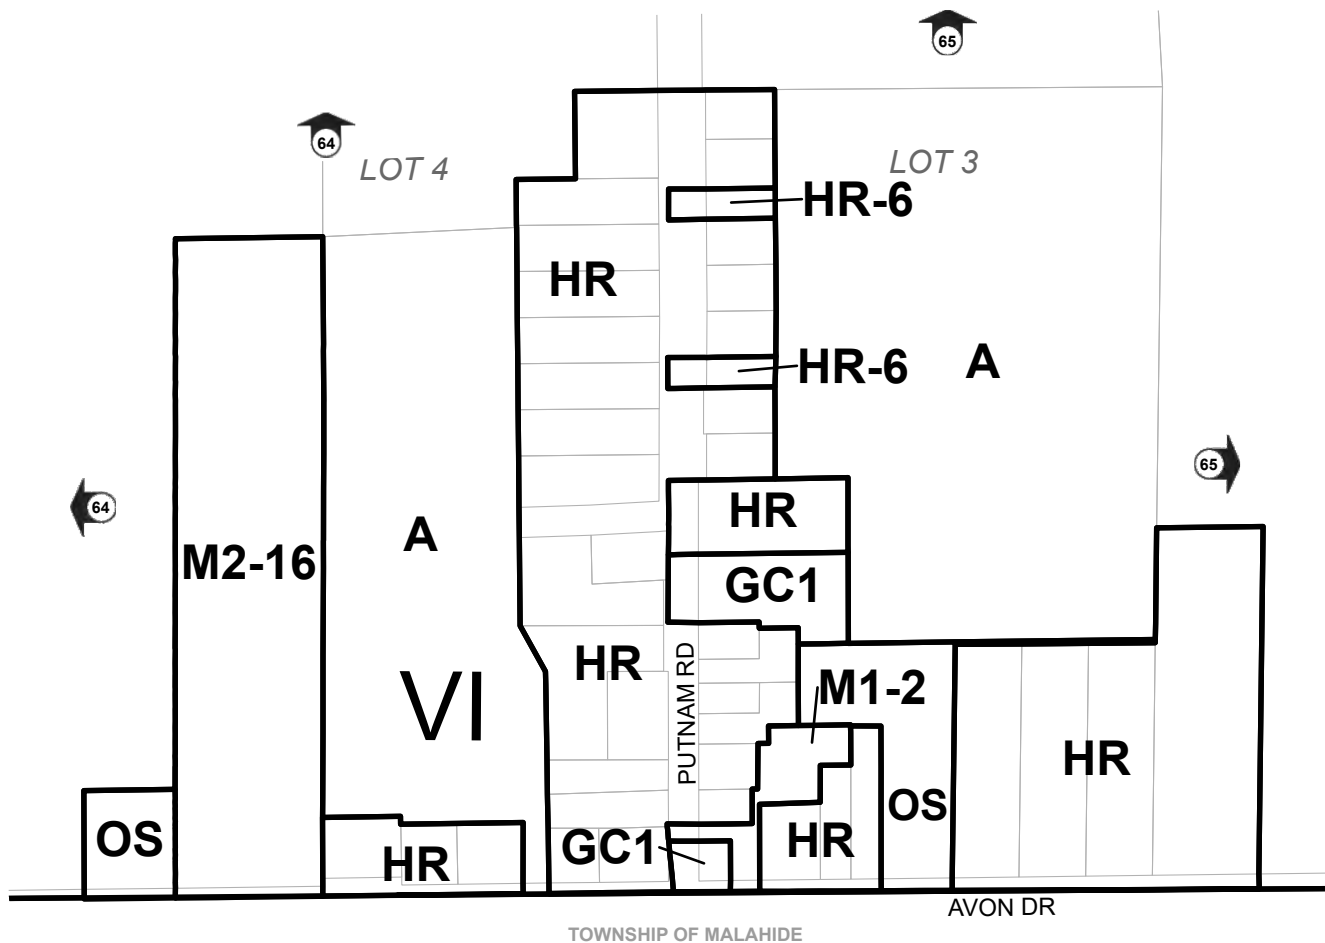 65
64
LOT 4
LOT 3
HR-6
HR
HR-6
A
65
64
HR
A
M2-16
GC1
HR
PUTNAM RD
M1-2
VI
HR
OS
OS
HR
GC1
HR
AVON DR
TOWNSHIP OF MALAHIDE